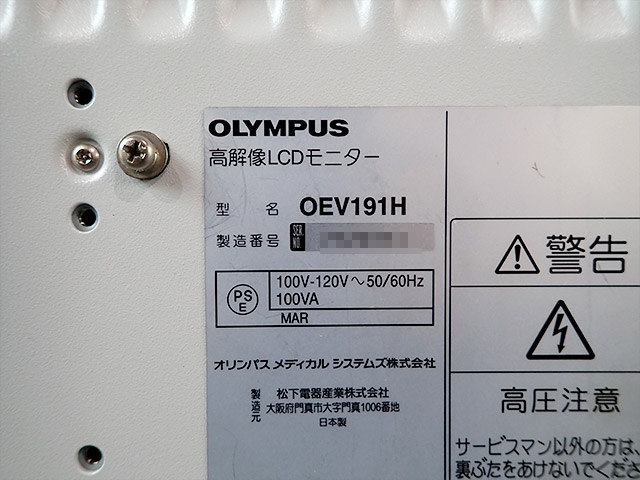 OLYMPUS
高解像LCDモニター
型 名 OEV191H
製造番号 SER. NO.
PS E
100V-120V～50/60Hz
100VA
MAR
オリンパス メディカル システムズ株式会社
製造元
松下電器産業株式会社
大阪府門真市大字門真1006番地
日本製
警告
高圧注意
サービスマン以外の方は、
裏ぶたをあけないでくださ